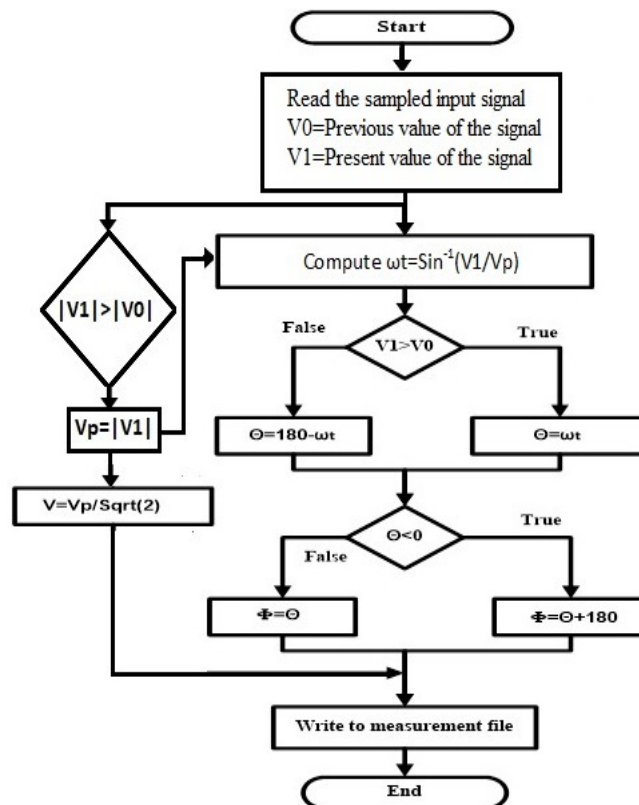 Start
Read the sampled input signal
V0=Previous value of the signal
V1=Present value of the signal
|V1|>|V0|
Compute ωt=Sin⁻¹(V1/Vp)
False
V1>V0
True
Vp=|V1|
Θ=180-ωt
Θ=ωt
V=Vp/Sqrt(2)
Θ<0
False
True
Φ=Θ
Φ=Θ+180
Write to measurement file
End